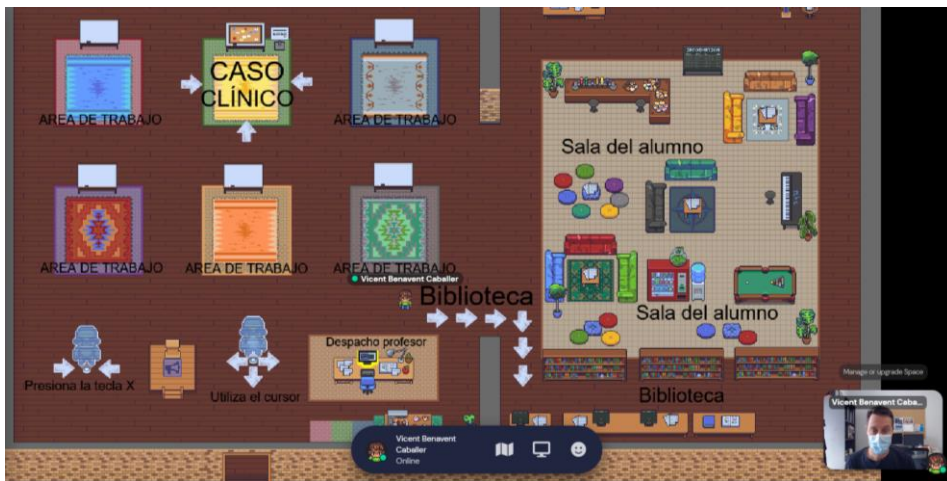 CASO
CLÍNICO
AREA DE TRABAJO
AREA DE TRABAJO
Sala del alumno
AREA DE TRABAJO
AREA DE TRABAJO
AREA DE TRABAJO
Vicent Benavent Caballer
Biblioteca
Sala del alumno
Despacho profesor
Presiona la tecla X
Utiliza el cursor
Biblioteca
Manage or upgrade Space
Vicent Benavent Caba...
Vicent Benavent
Caballer
Online